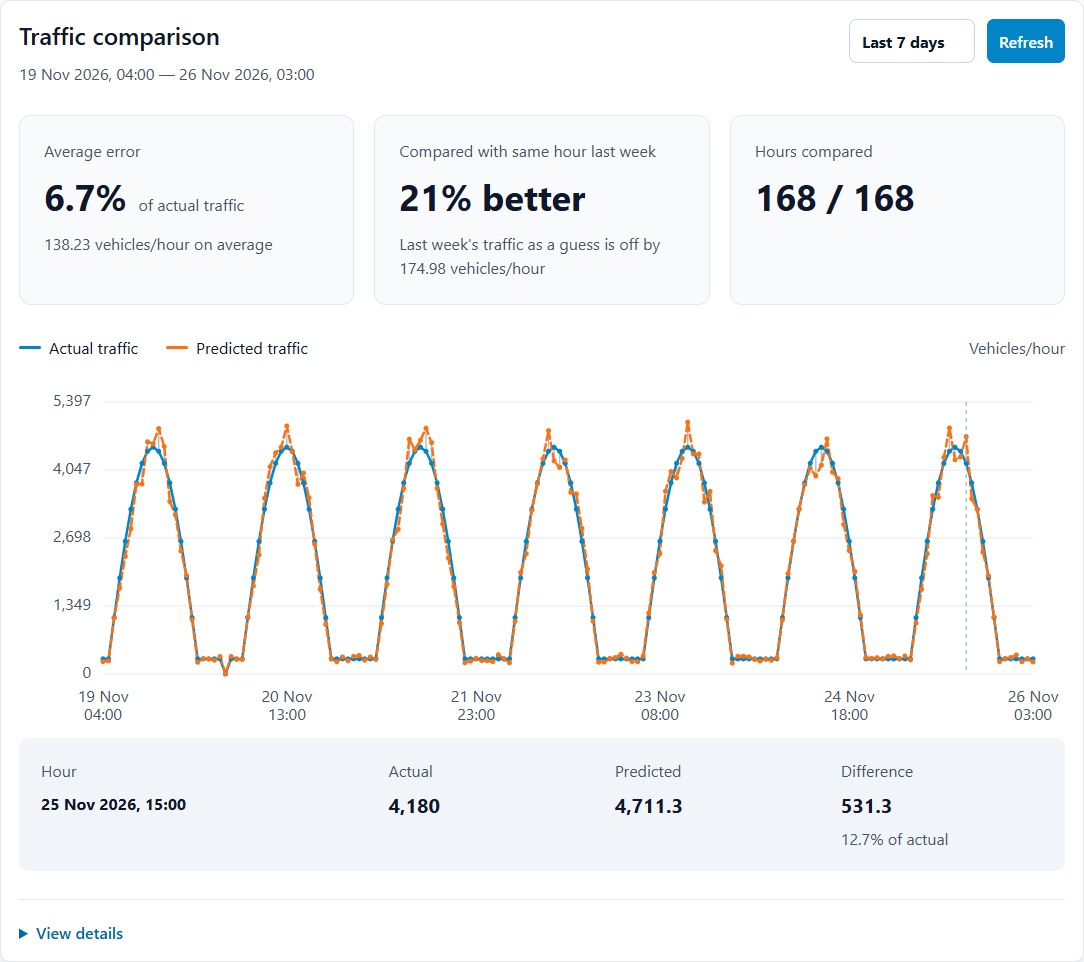 Traffic comparison
Last 7 days
Refresh
19 Nov 2026, 04:00 — 26 Nov 2026, 03:00
Average error
6.7% of actual traffic
138.23 vehicles/hour on average
Compared with same hour last week
21% better
Last week's traffic as a guess is off by
174.98 vehicles/hour
Hours compared
168 / 168
Actual traffic
Predicted traffic
Vehicles/hour
5,397
4,047
2,698
1,349
0
19 Nov
04:00
20 Nov
13:00
21 Nov
23:00
23 Nov
08:00
24 Nov
18:00
26 Nov
03:00
Hour
25 Nov 2026, 15:00
Actual
4,180
Predicted
4,711.3
Difference
531.3
12.7% of actual
View details